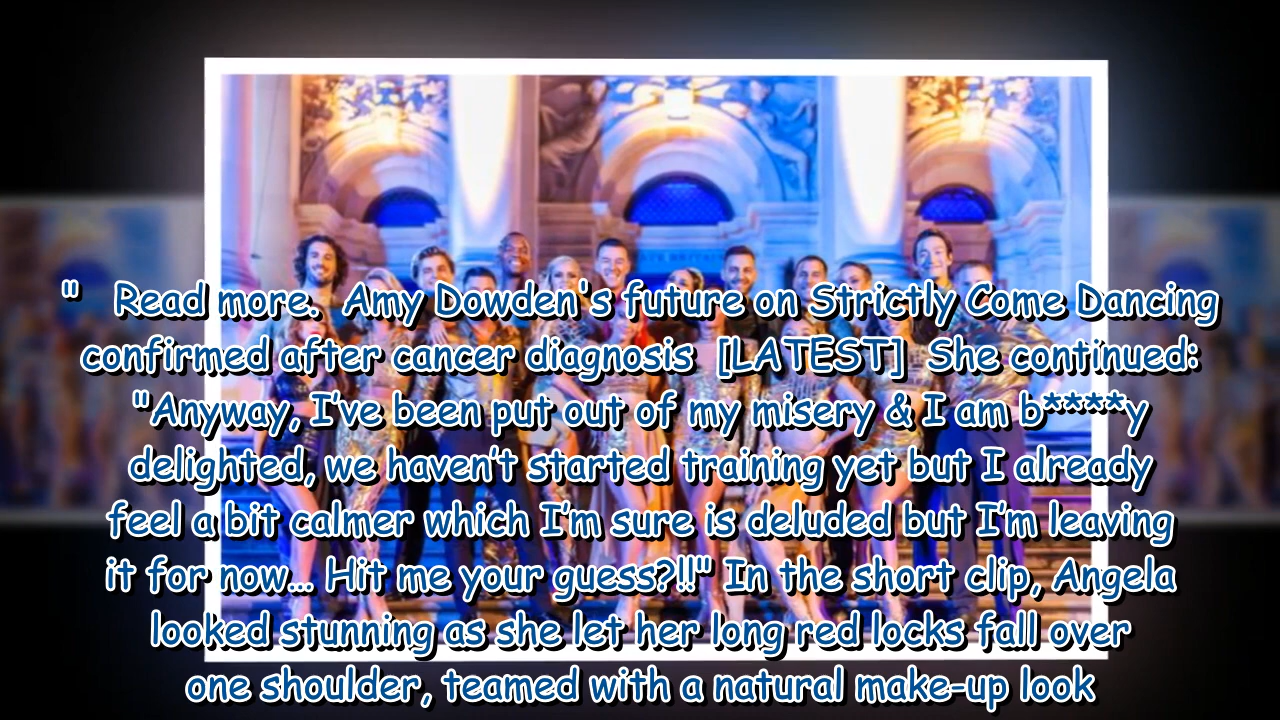 " Read more. Amy Dowden's future on Strictly Come Dancing
confirmed after cancer diagnosis [LATEST] She continued:
"Anyway, I’ve been put out of my misery & I am b****y
delighted, we haven’t started training yet but I already
feel a bit calmer which I’m sure is deluded but I’m leaving
it for now... Hit me your guess?!!" In the short clip, Angela
looked stunning as she let her long red locks fall over
one shoulder, teamed with a natural make-up look